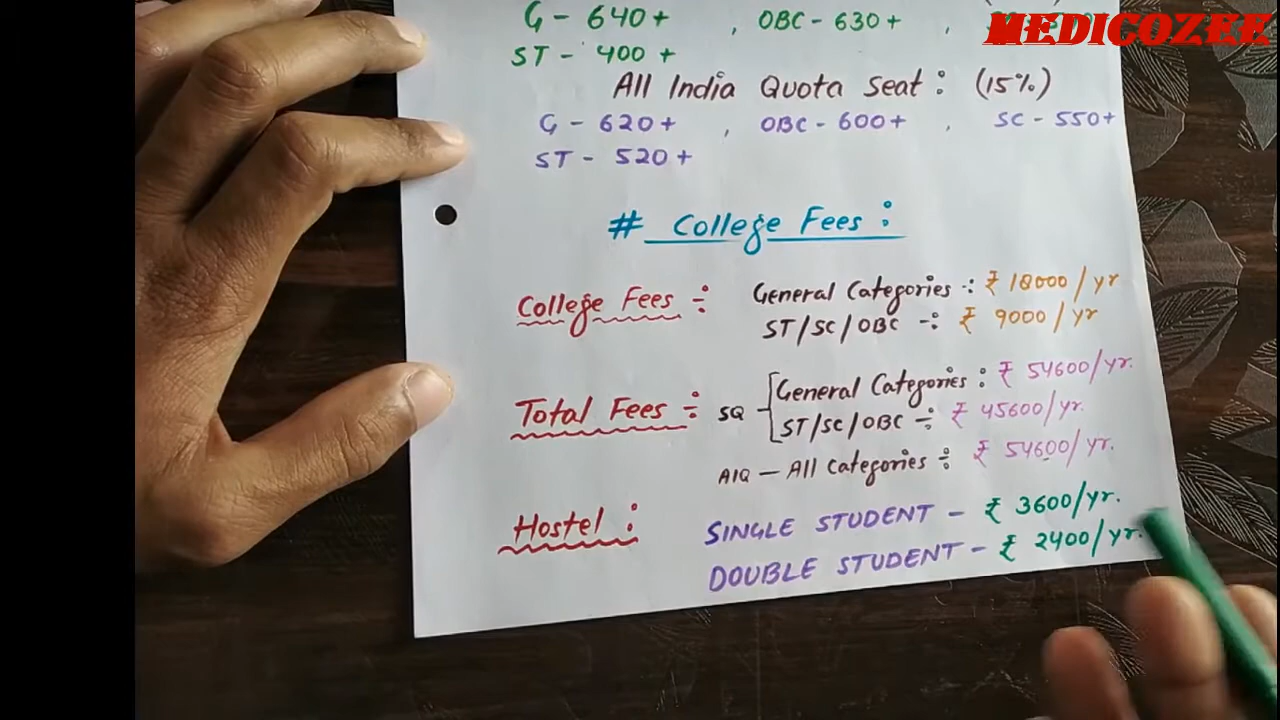 G - 640 + , OBC - 630 + ,
MEDICOZEE
ST - 400 +
All India Quota Seat : (15%)
G - 620 + , OBC - 600 + , SC - 550 +
ST - 520 +
# College Fees :
College Fees ÷ General Categories -: ₹ 18000 / yr
ST/SC/OBC -: ₹ 9000 / yr
Total Fees ÷ SQ General Categories : ₹ 54600/yr.
ST/SC/OBC ÷ ₹ 45600/yr.
AIQ - All Categories ÷ ₹ 54600/yr.
Hostel : SINGLE STUDENT - ₹ 3600/yr.
DOUBLE STUDENT - ₹ 2400/yr.